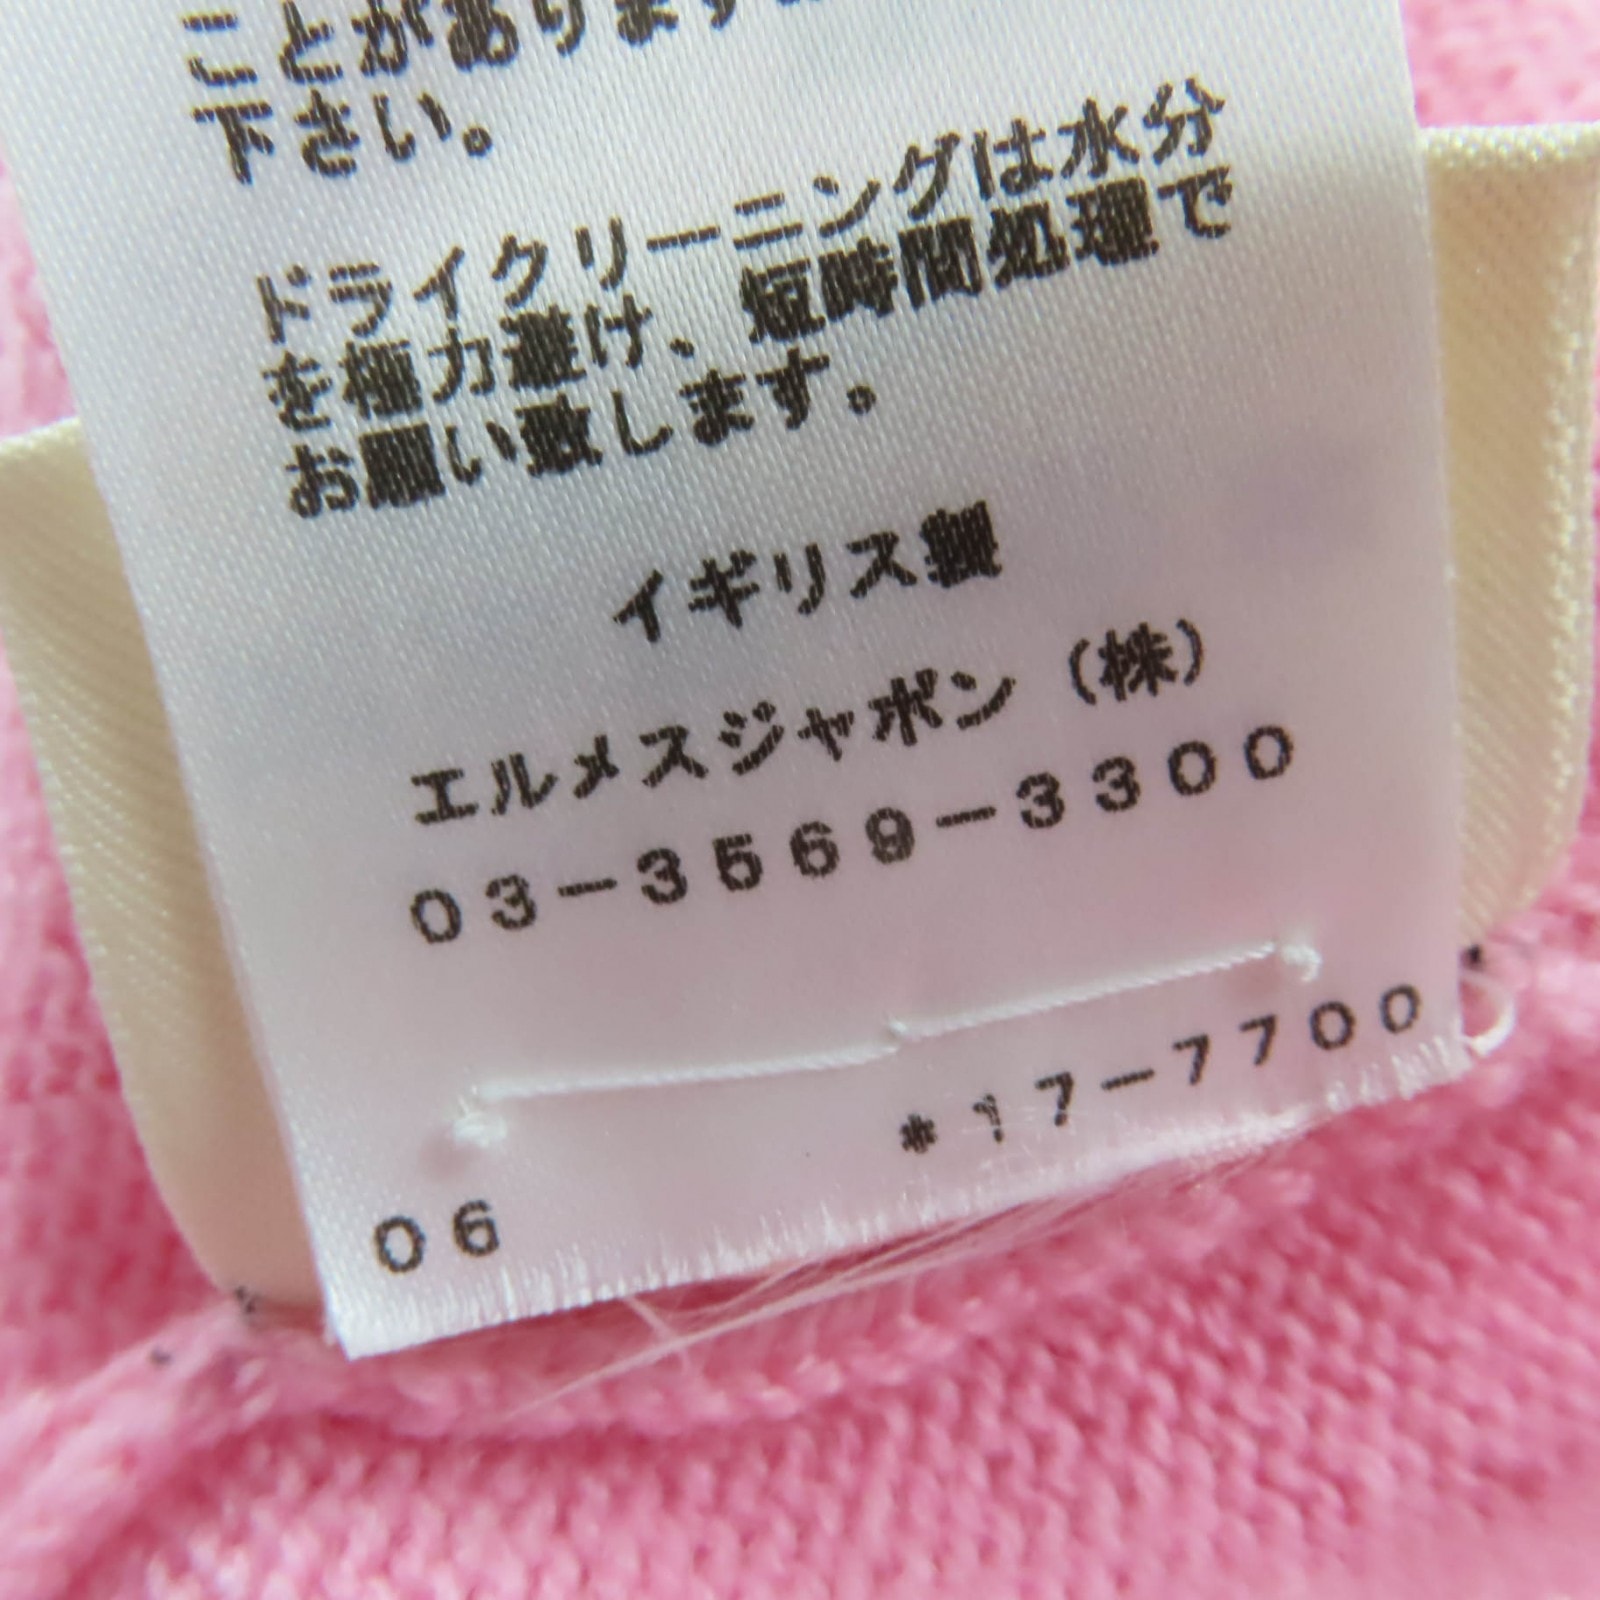 ことがあります
下さい。
ドライクリーニングは水分
を極力避け、短時間処理で
お願い致します。
イギリス製
エルメスジャポン（株）
03-3569-3300
*17-7700
06